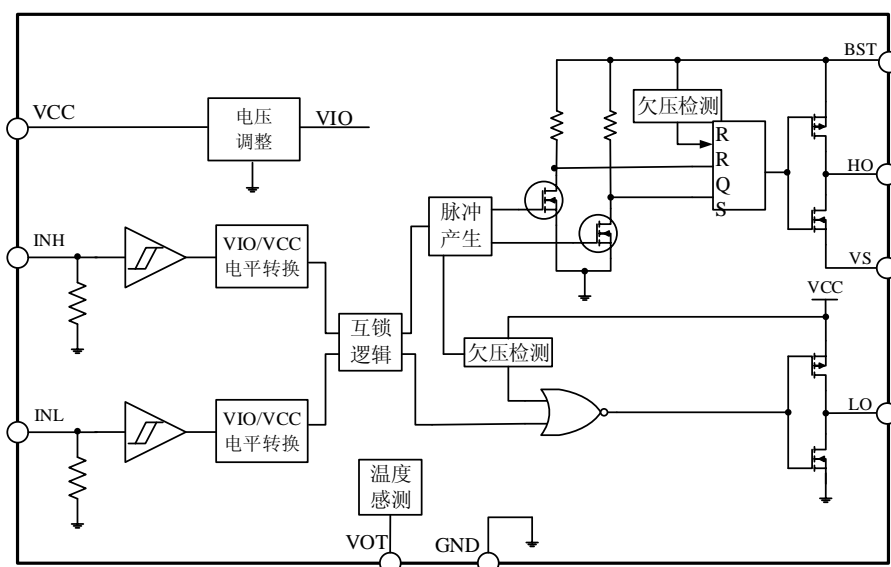 VCC
电压
调整
VIO
BST
欠压检测
R
R
Q
S
HO
VS
INH
VIO/VCC
电平转换
脉冲
产生
互锁
逻辑
欠压检测
VCC
INL
VIO/VCC
电平转换
LO
温度
感测
VOT
GND